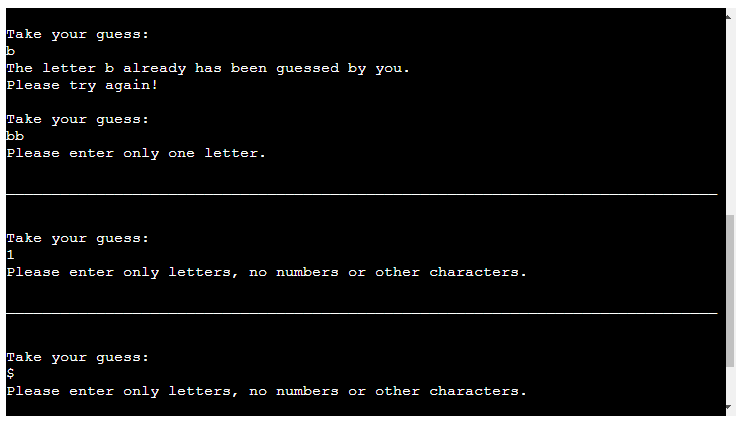 Take your guess:
b
The letter b already has been guessed by you.
Please try again!
Take your guess:
bb
Please enter only one letter.
Take your guess:
1
Please enter only letters, no numbers or other characters.
Take your guess:
$
Please enter only letters, no numbers or other characters.